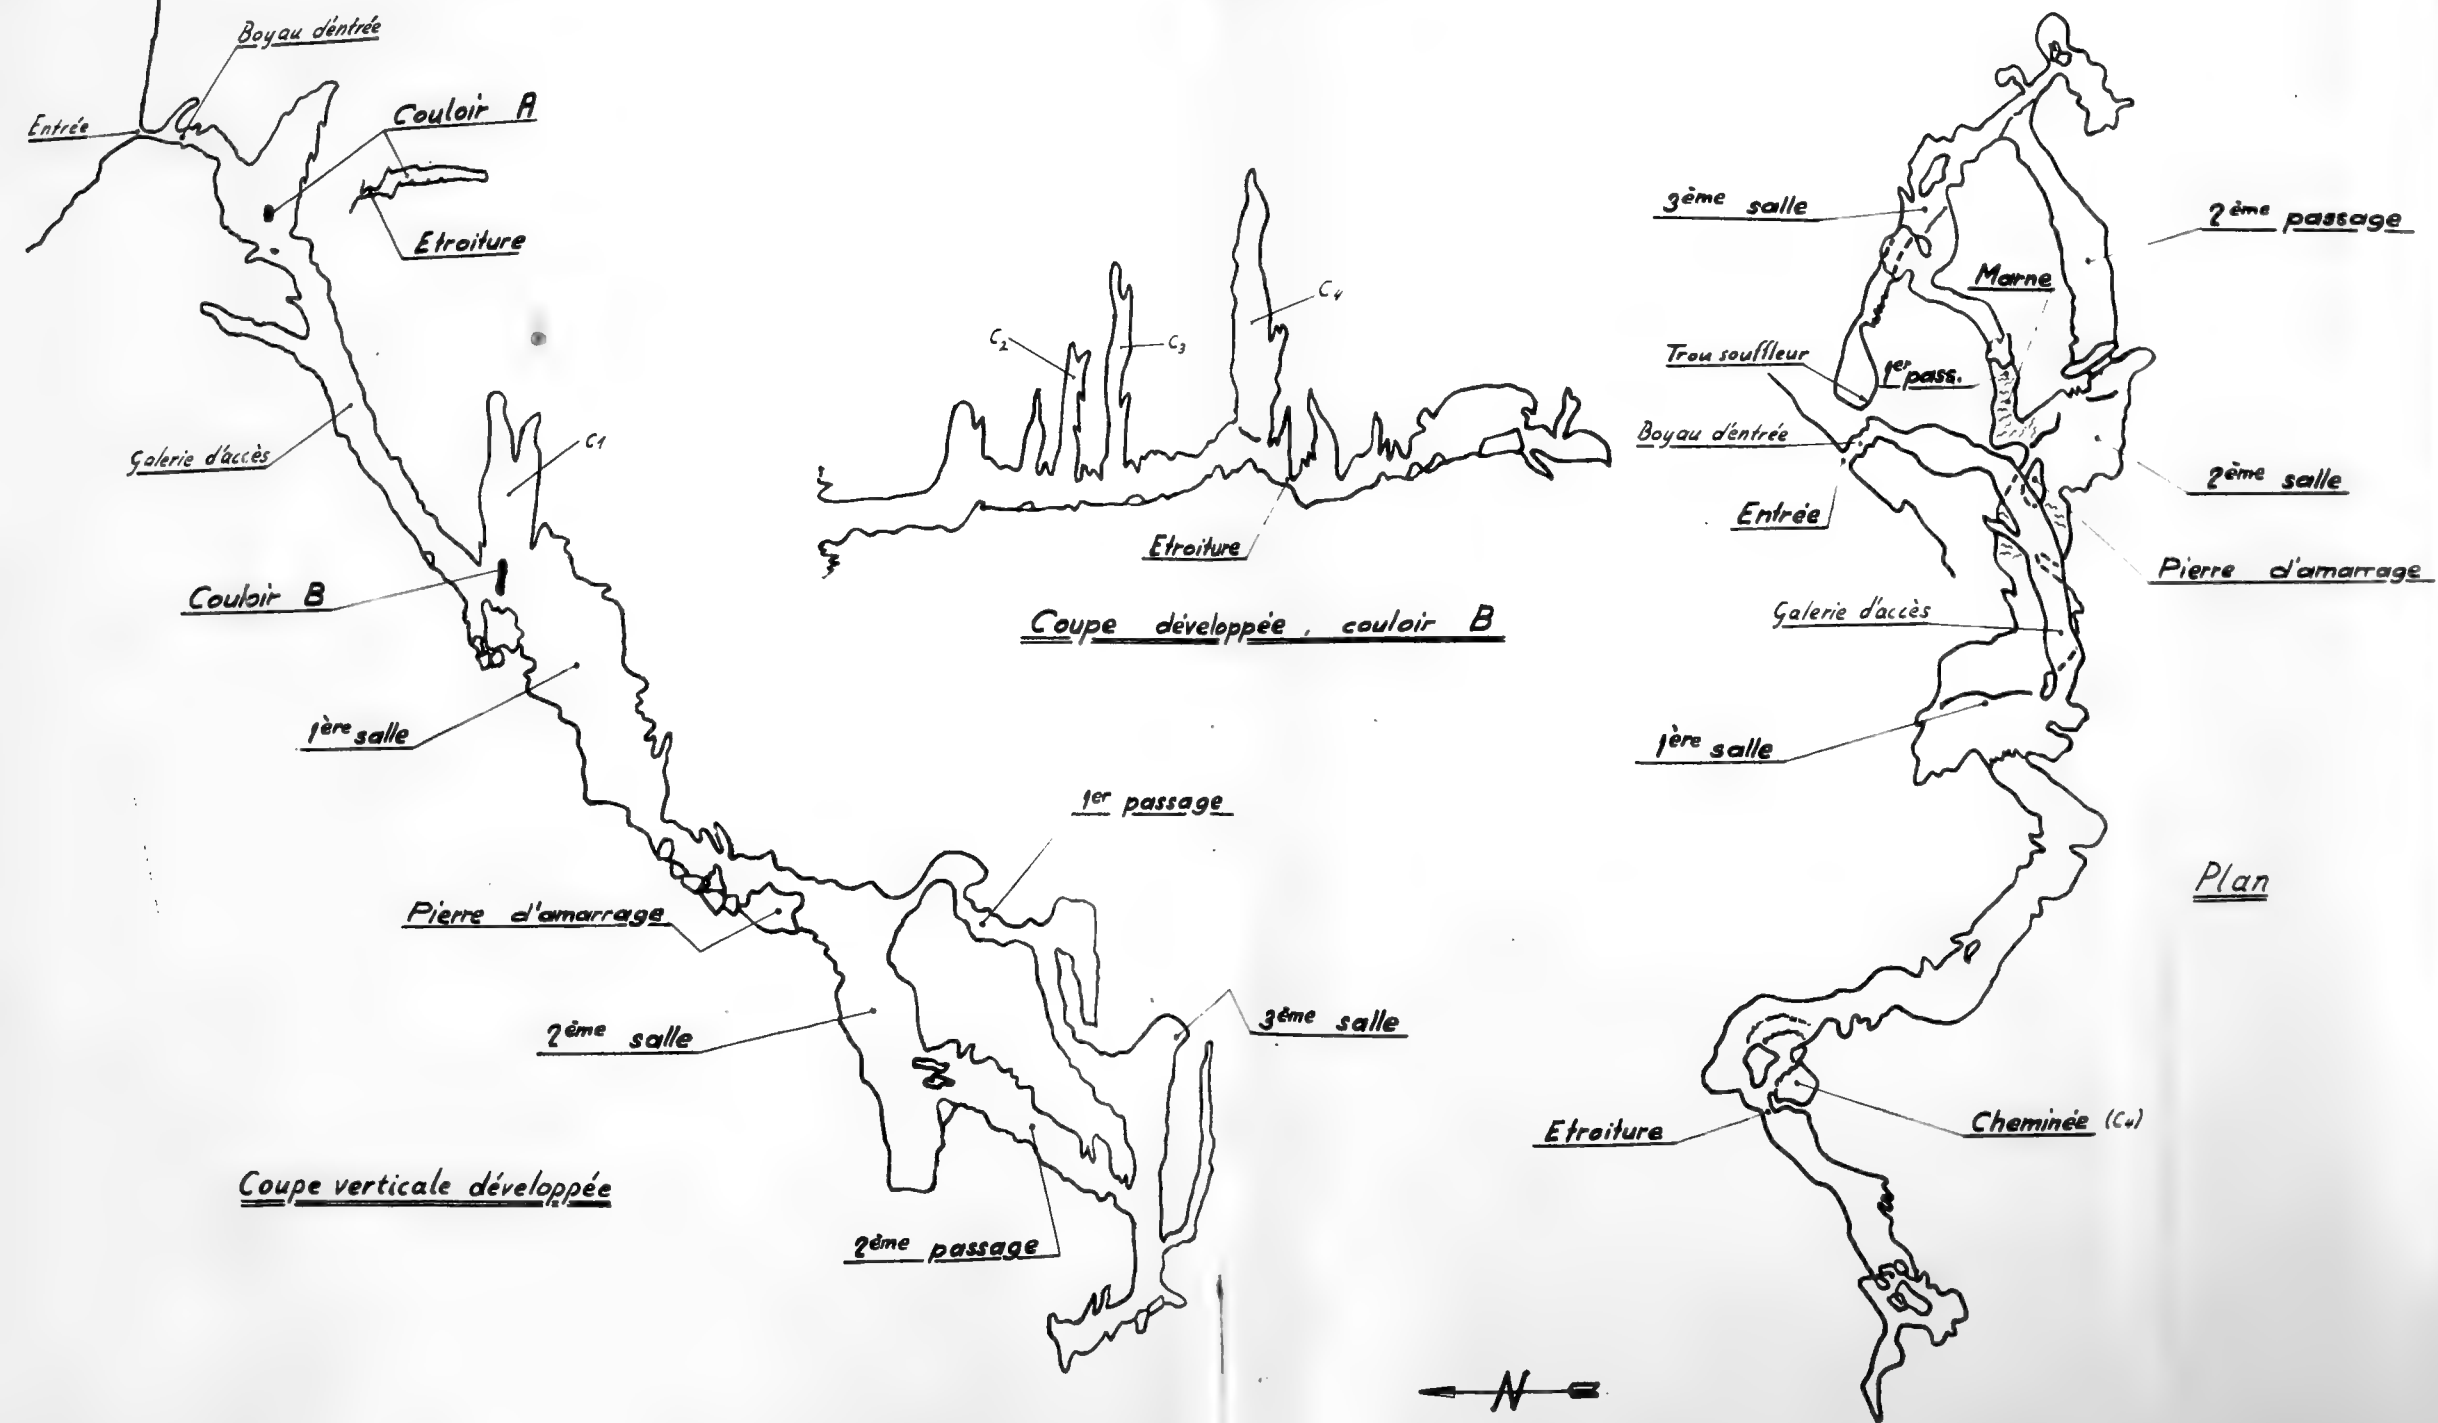 Boyau d'éntrée
Entrée
Couloir A
Etroiture
Galerie d'accès
C1
Couloir B
1ère salle
Pierre d'amarrage
2ème salle
1er passage
3ème salle
2ème passage
Coupe verticale développée
C2
C3
C4
Etroiture
Coupe développée, couloir B
3ème salle
2ème passage
Marne
Trou souffleur
1er pass.
Boyau d'éntrée
Entrée
2ème salle
Pierre d'amarrage
Galerie d'accès
1ère salle
Plan
Etroiture
Cheminée (C4)
N